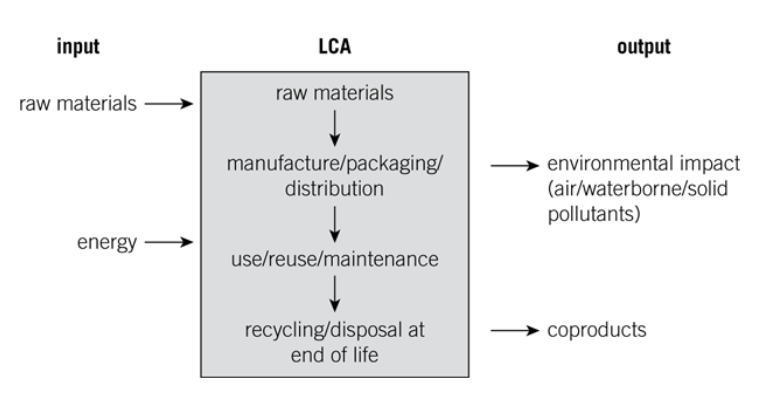 input
LCA
output
raw materials
raw materials
manufacture/packaging/
distribution
environmental impact
(air/waterborne/solid
pollutants)
energy
use/reuse/maintenance
recycling/disposal at
end of life
coproducts